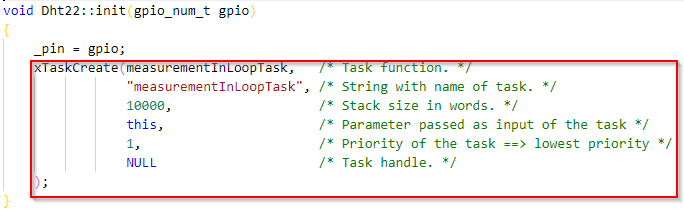 void Dht22::init(gpio_num_t gpio)
{
    _pin = gpio;
    xTaskCreate(measurementInLoopTask,   /* Task function. */
                "measurementInLoopTask", /* String with name of task. */
                10000,                   /* Stack size in words. */
                this,                    /* Parameter passed as input of the task */
                1,                       /* Priority of the task ==> lowest priority */
                NULL                     /* Task handle. */
    );
}